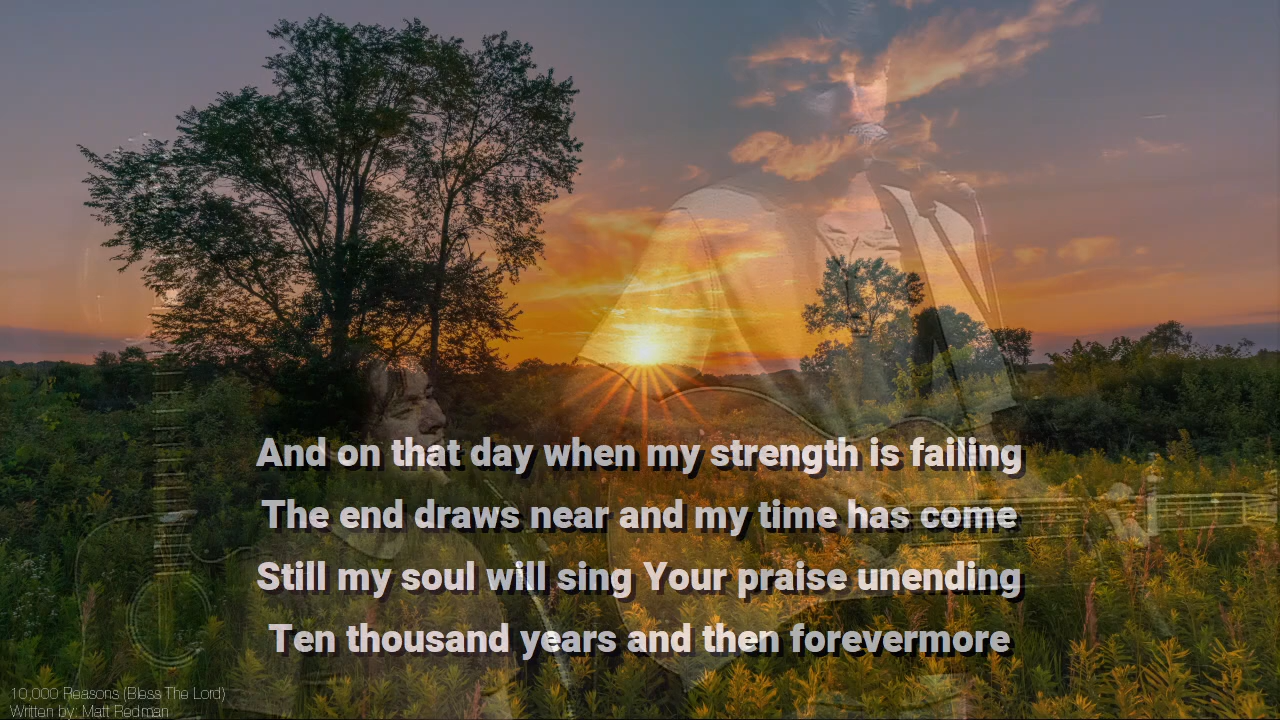 And on that day when my strength is failing
The end draws near and my time has come
Still my soul will sing Your praise unending
Ten thousand years and then forevermore
10,000 Reasons (Bless The Lord)
Written by: Matt Redman